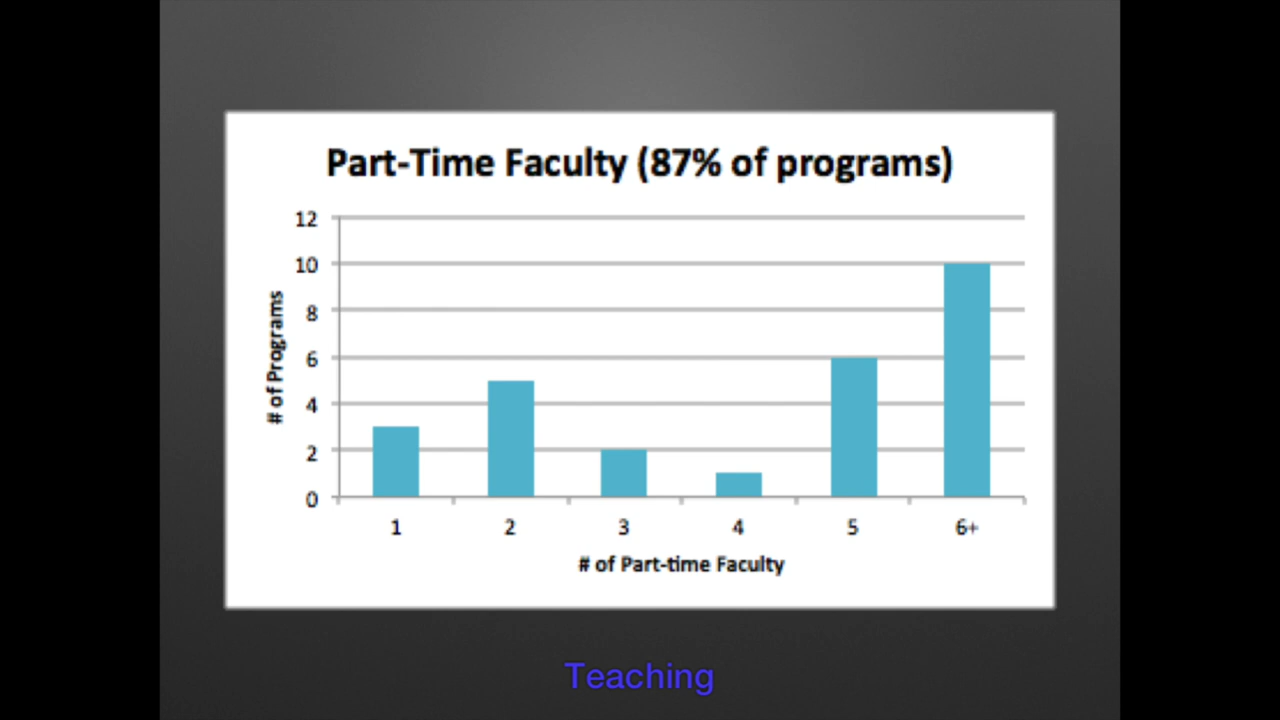 Part-Time Faculty (87% of programs)
12
10
8
6
4
2
0
# of Programs
1 2 3 4 5 6+
# of Part-time Faculty
Teaching